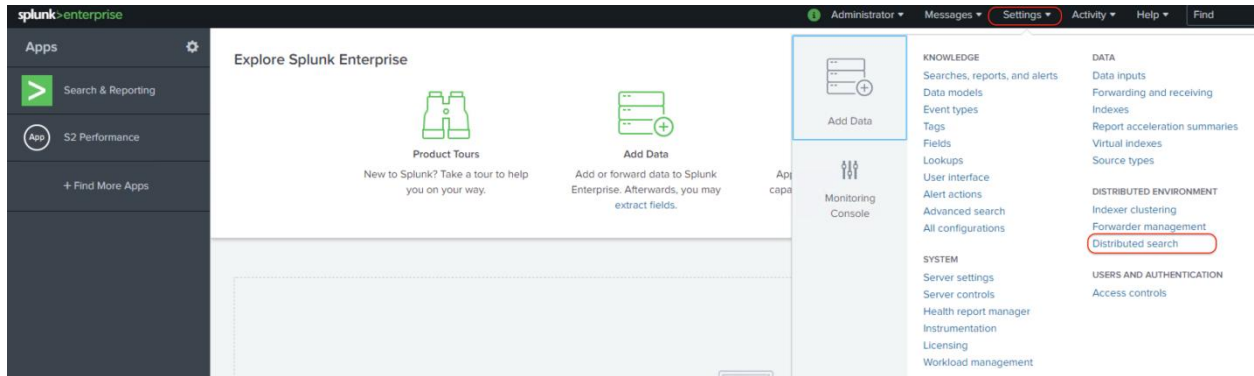 splunk>enterprise
i Administrator ▾ Messages ▾ Settings ▾ Activity ▾ Help ▾ Find
Apps
Search & Reporting
App S2 Performance
+ Find More Apps
Explore Splunk Enterprise
Product Tours
New to Splunk? Take a tour to help
you on your way.
Add Data
Add or forward data to Splunk
Enterprise. Afterwards, you may
extract fields.
Add Data
Monitoring
Console
KNOWLEDGE
Searches, reports, and alerts
Data models
Event types
Tags
Fields
Lookups
User interface
Alert actions
Advanced search
All configurations
SYSTEM
Server settings
Server controls
Health report manager
Instrumentation
Licensing
Workload management
DATA
Data inputs
Forwarding and receiving
Indexes
Report acceleration summaries
Virtual indexes
Source types
DISTRIBUTED ENVIRONMENT
Indexer clustering
Forwarder management
Distributed search
USERS AND AUTHENTICATION
Access controls